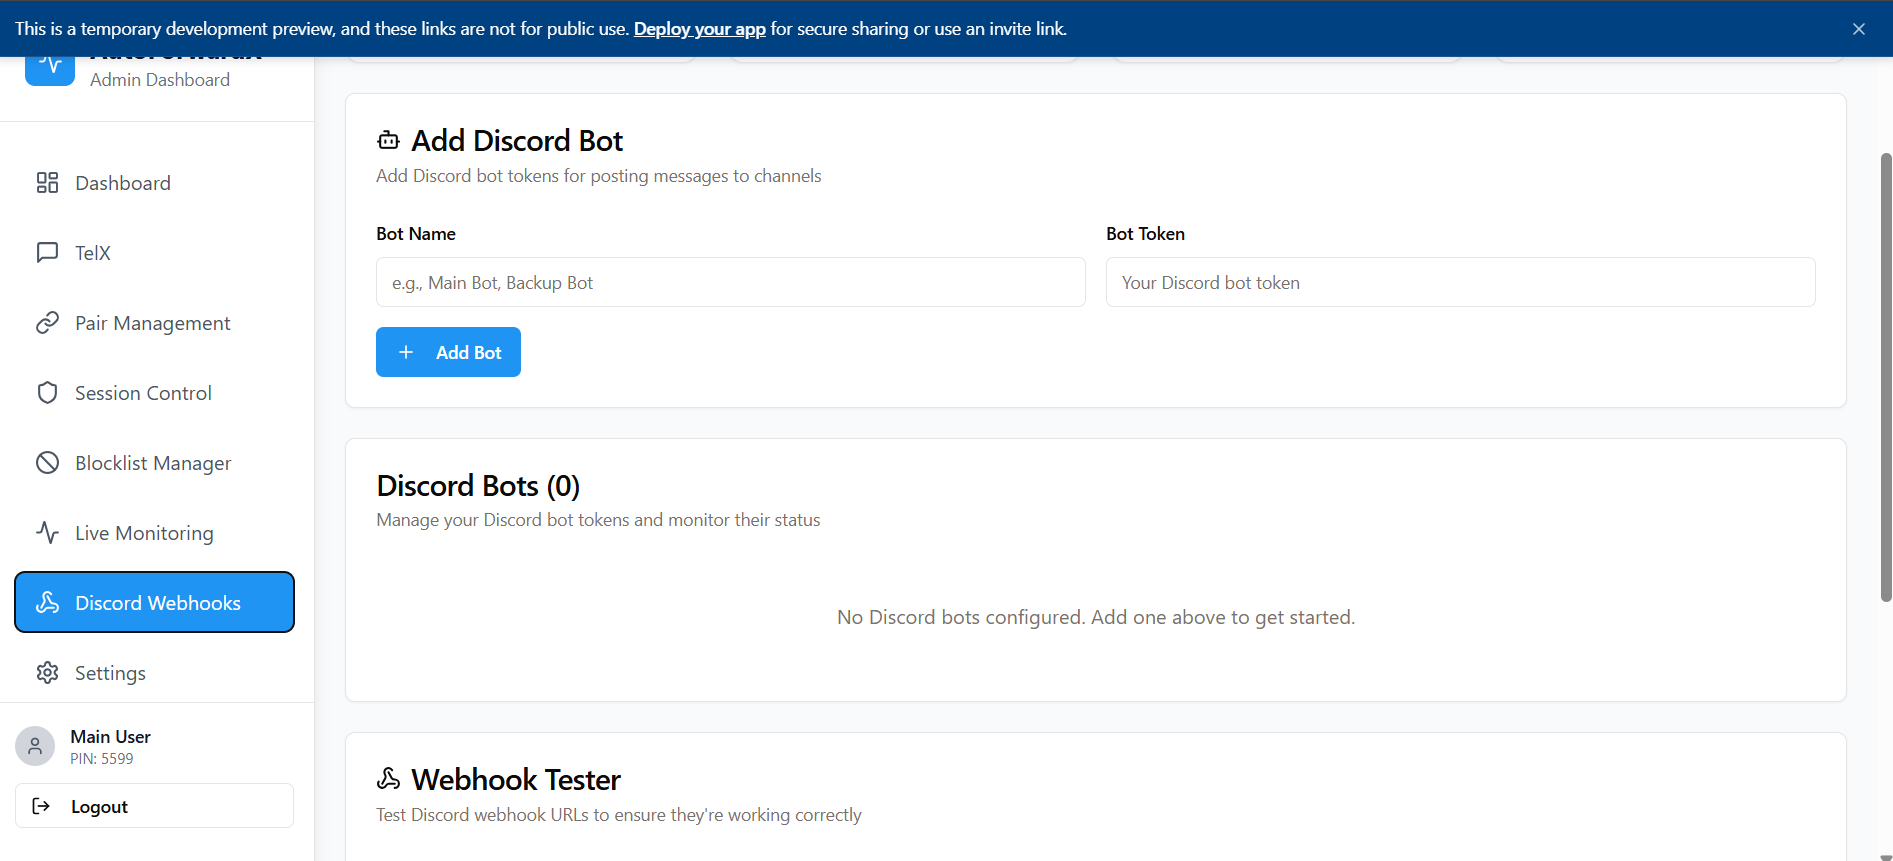 This is a temporary development preview, and these links are not for public use. Deploy your app for secure sharing or use an invite link.
AutoForwardX
Admin Dashboard
Dashboard
TelX
Pair Management
Session Control
Blocklist Manager
Live Monitoring
Discord Webhooks
Settings
Main User
PIN: 5599
Logout
Add Discord Bot
Add Discord bot tokens for posting messages to channels
Bot Name
Bot Token
e.g., Main Bot, Backup Bot
Your Discord bot token
Add Bot
Discord Bots (0)
Manage your Discord bot tokens and monitor their status
No Discord bots configured. Add one above to get started.
Webhook Tester
Test Discord webhook URLs to ensure they're working correctly